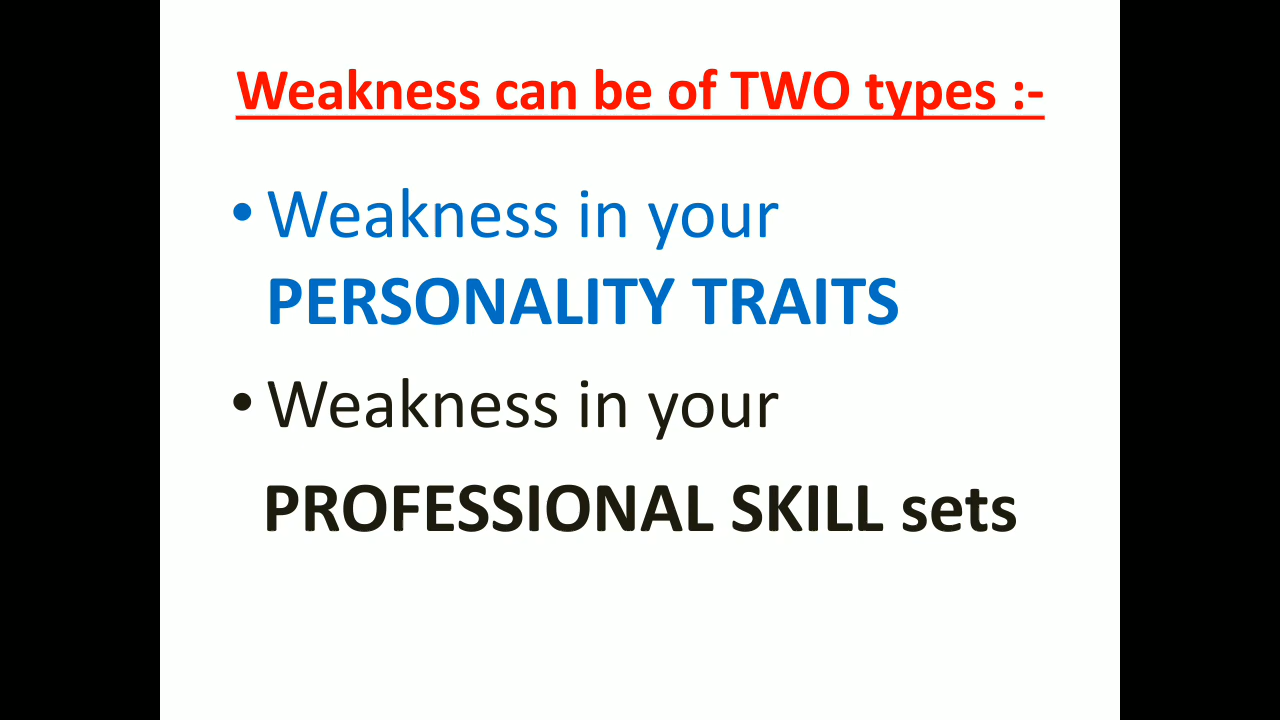 Weakness can be of TWO types :-
• Weakness in your
PERSONALITY TRAITS
• Weakness in your
PROFESSIONAL SKILL sets